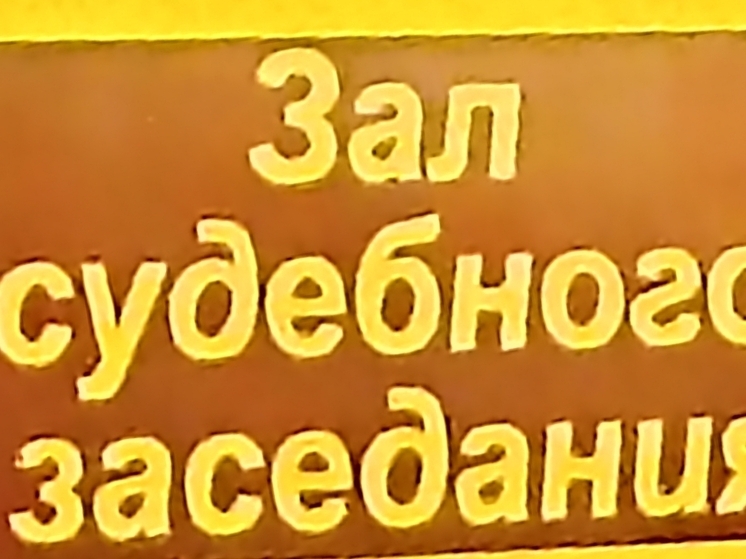 Зал
судебного
заседания